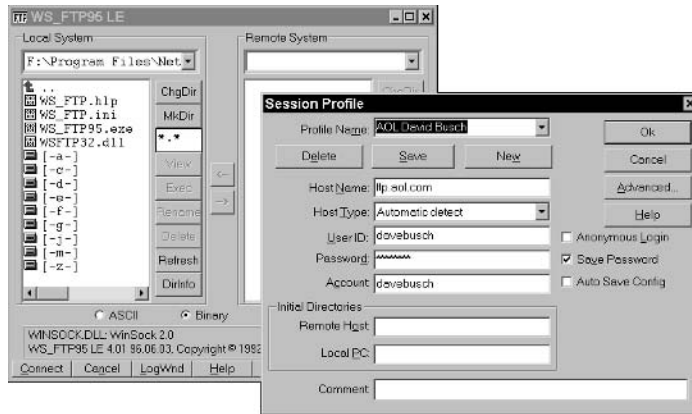 WS_FTP95 LE
Local System
Remote System
F:\Program Files\Net
..
WS_FTP.hlp
WS_FTP.ini
WS_FTP95.exe
WSFTP32.dll
[-a-]
[-c-]
[-d-]
[-e-]
[-f-]
[-g-]
[-j-]
[-m-]
[-z-]
ChgDir
MkDir
*.*
View
Exec
Rename
Delete
Refresh
DirInfo
<-
->
ChgDir
ASCII
Binary
WINSOCK.DLL: WinSock 2.0
WS_FTP95 LE 4.01 96.06.03, Copyright © 1992
Connect
Cancel
LogWnd
Help
Session Profile
Profile Name: AOL David Busch
Delete
Save
New
Host Name: ftp.aol.com
Host Type: Automatic detect
User ID: davebusch
Password:
Account: davebusch
Initial Directories
Remote Host:
Local PC:
Comment:
Ok
Cancel
Advanced...
Help
Anonymous Login
Save Password
Auto Save Config